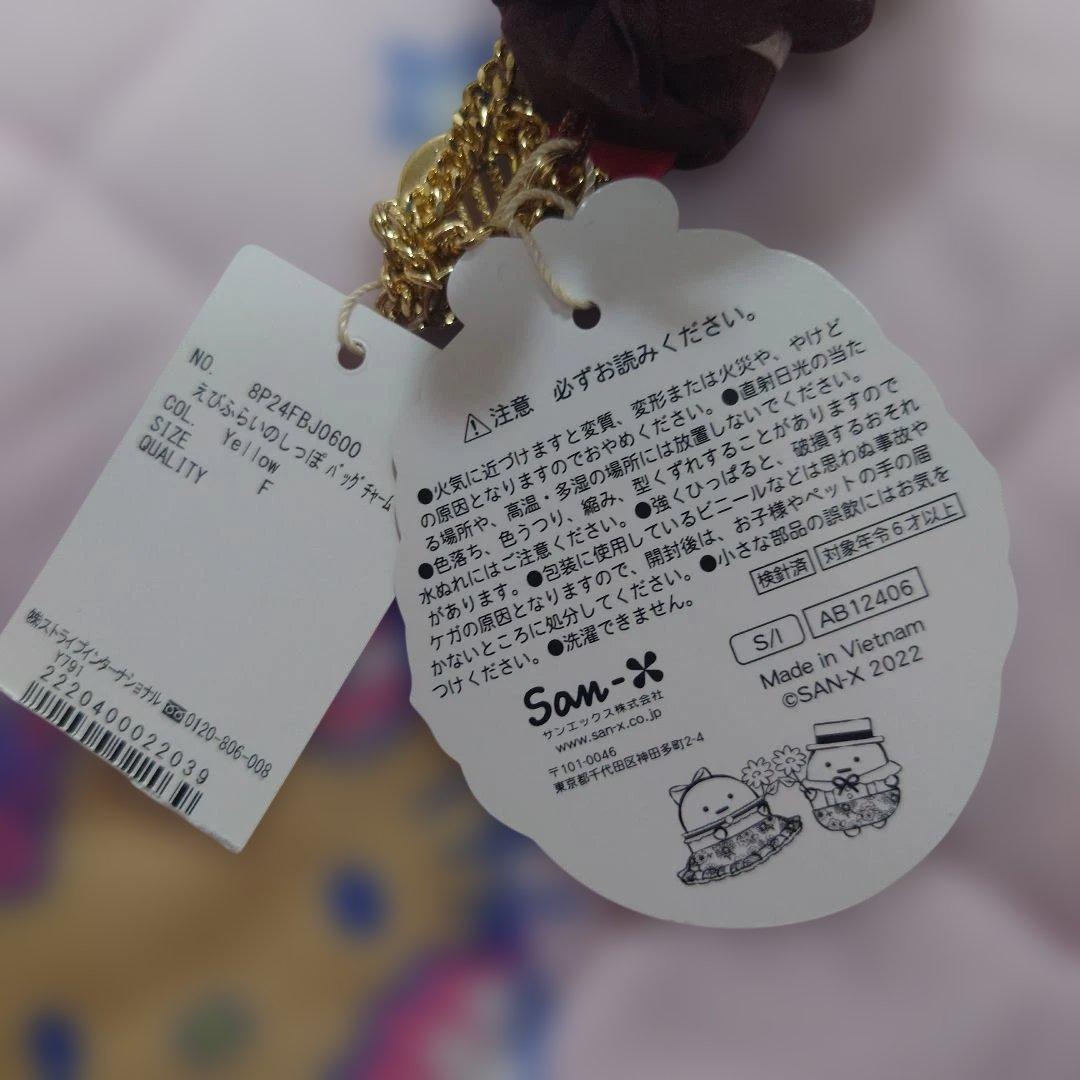 NO. 8P24FBJ0600
えびふらいのしっぽ ﾊﾞｯｸﾞﾁｬｰﾑ
COL. Yellow
SIZE F
QUALITY
㈱ストライプインターナショナル 0120-806-008
Y791
2220400022039
注意 必ずお読みください。
●火気に近づけますと変質、変形または火災や、やけど
の原因となりますのでおやめください。●直射日光の当た
る場所や、高温・多湿の場所には放置しないでください。
●色落ち、色うつり、縮み、型くずれすることがありますので
水ぬれにはご注意ください。●強くひっぱると、破損するおそれ
があります。●包装に使用しているビニールなどは思わぬ事故や
ケガの原因となりますので、開封後は、お子様やペットの手の届
かないところに処分してください。●小さな部品の誤飲にはお気を
つけください。●洗濯できません。
検針済 対象年令6才以上
S/I AB12406
Made in Vietnam
©SAN-X 2022
San-X
サンエックス株式会社
www.san-x.co.jp
〒101-0046
東京都千代田区神田多町2-4